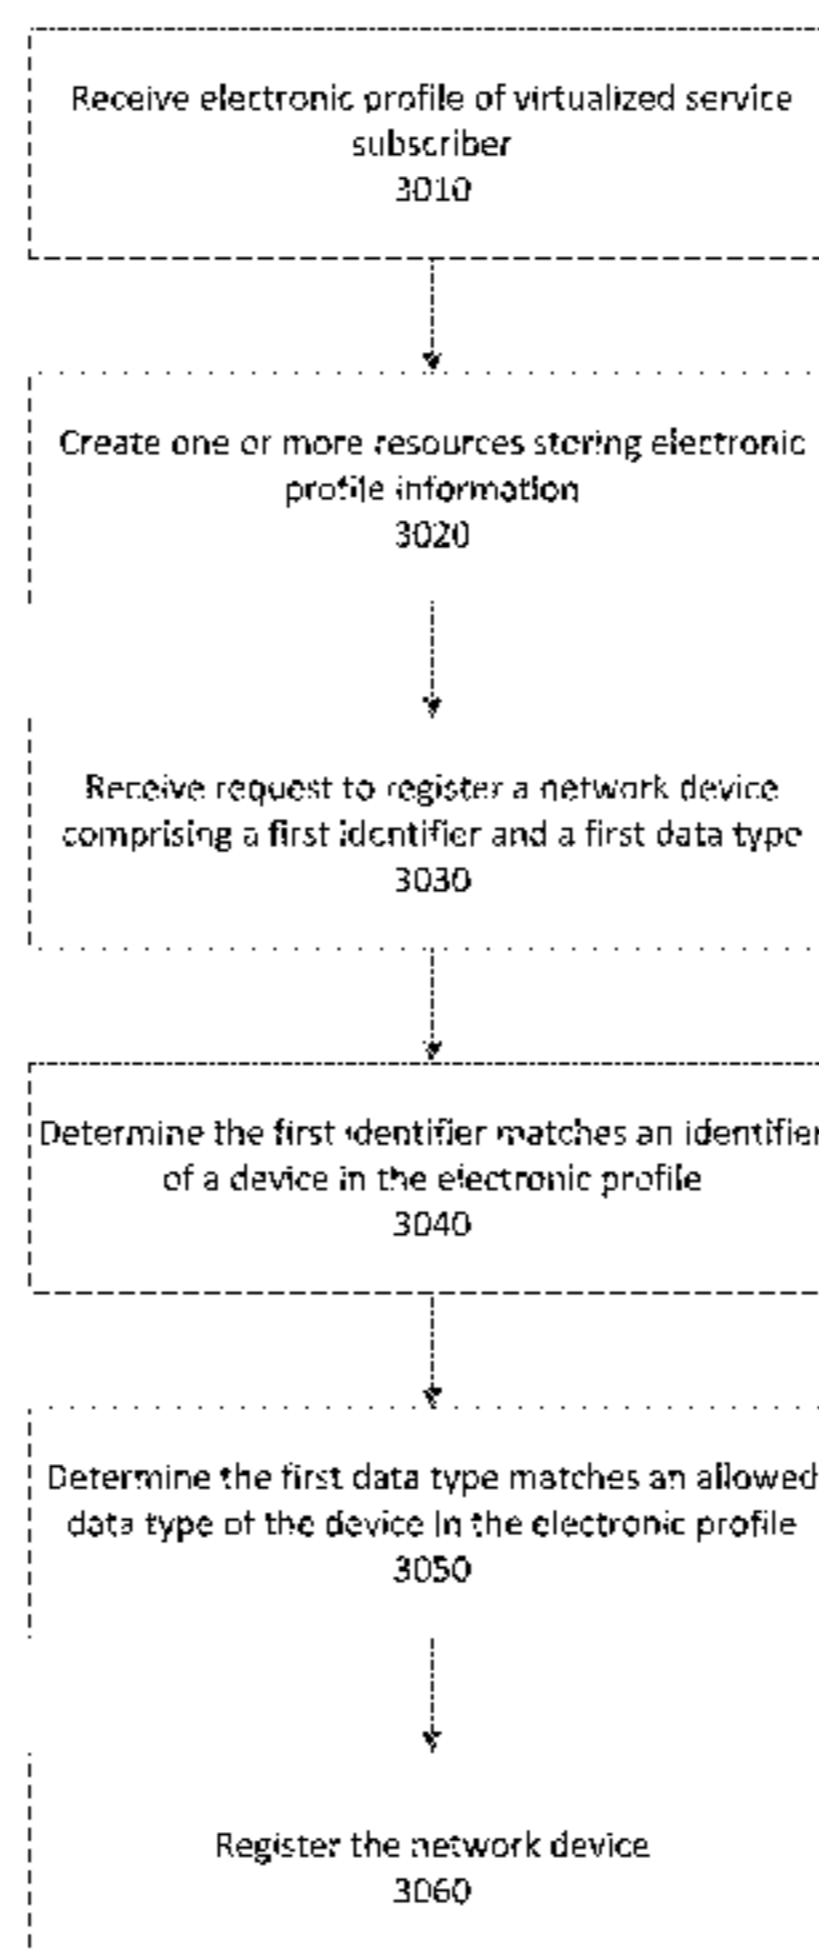 Receive electronic profile of virtualized service
subscriber
3010
Create one or more resources storing electronic
profile information
3020
Receive request to register a network device
comprising a first identifier and a first data type
3030
Determine the first identifier matches an identifier
of a device in the electronic profile
3040
Determine the first data type matches an allowed
data type of the device in the electronic profile
3050
Register the network device
3060